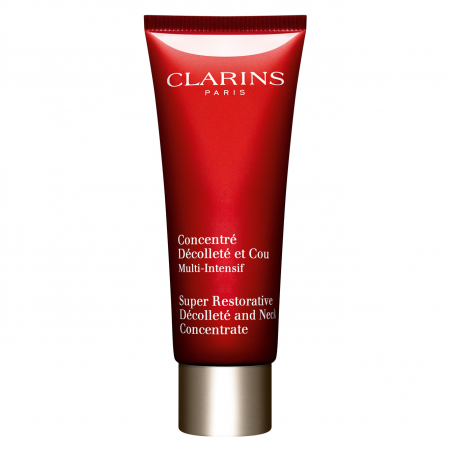 CLARINS
PARIS
Concentré
Décolleté et Cou
Multi-Intensif
Super Restorative
Décolleté and Neck
Concentrate